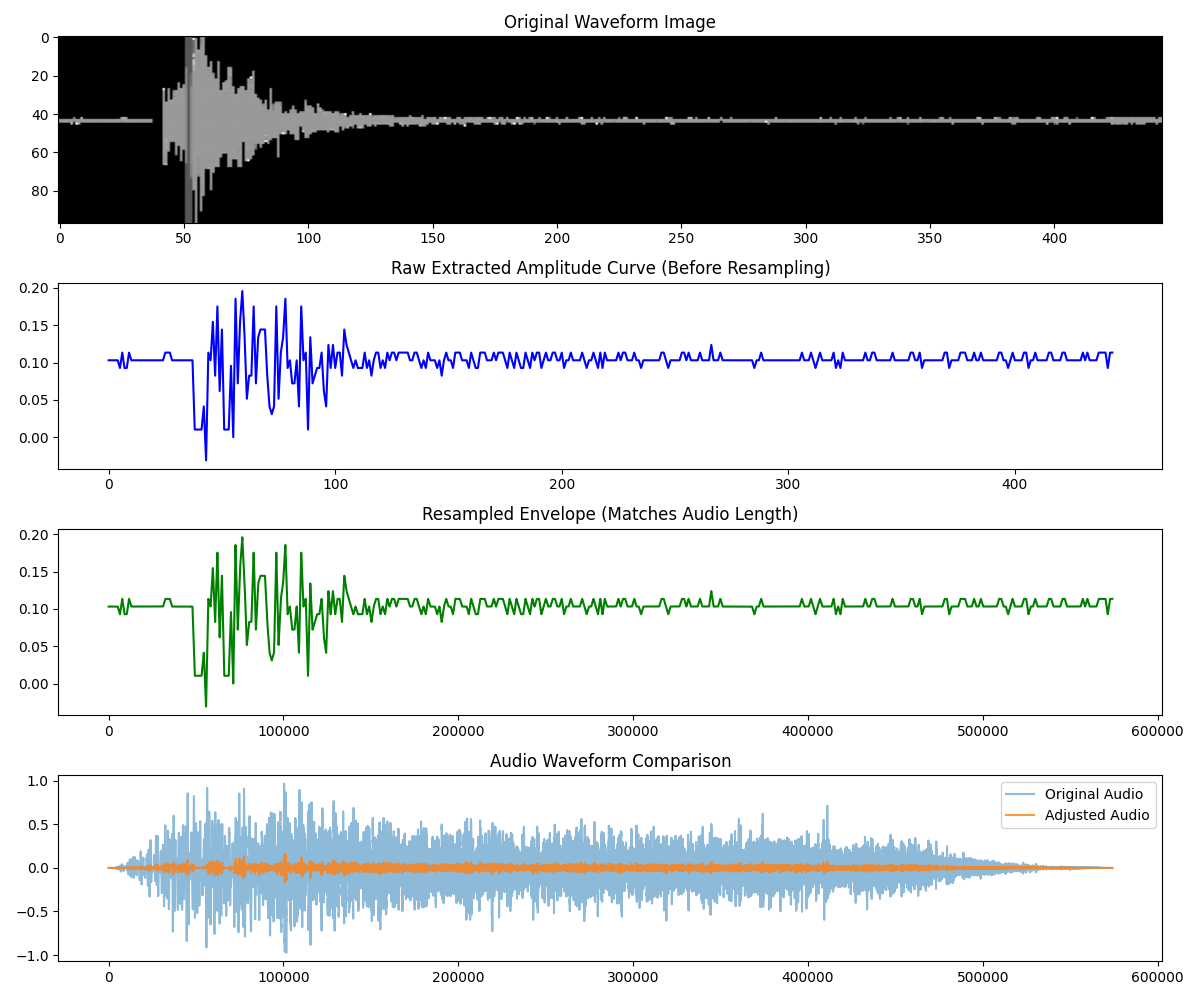 Original Waveform Image
0
20
40
60
80
0 50 100 150 200 250 300 350 400
Raw Extracted Amplitude Curve (Before Resampling)
0.20
0.15
0.10
0.05
0.00
0 100 200 300 400
Resampled Envelope (Matches Audio Length)
0.20
0.15
0.10
0.05
0.00
0 100000 200000 300000 400000 500000 600000
Audio Waveform Comparison
1.0
Original Audio
Adjusted Audio
0.5
0.0
−0.5
−1.0
0 100000 200000 300000 400000 500000 600000